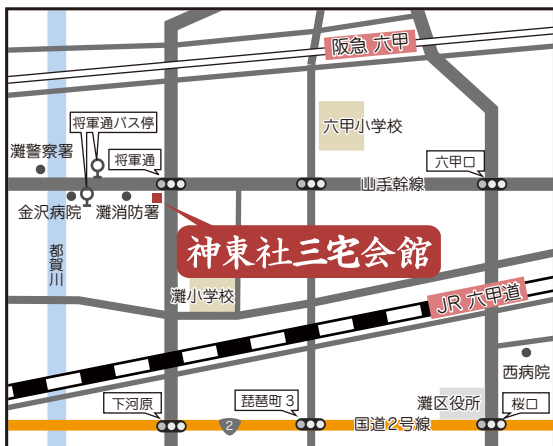 阪急 六甲
将軍通バス停
六甲小学校
灘警察署
将軍通
六甲口
山手幹線
金沢病院
灘消防署
神東社三宅会館
都賀川
灘小学校
JR 六甲道
西病院
下河原
琵琶町3
灘区役所
桜口
2
国道2号線